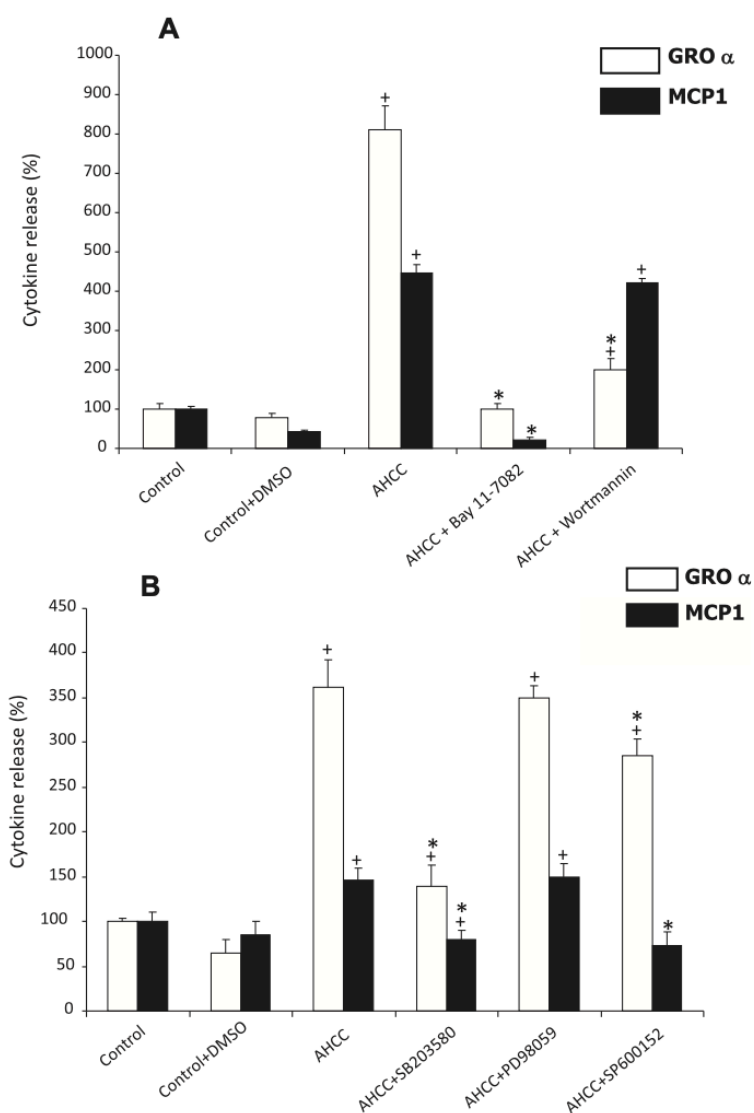 A
GRO α
MCP1
Cytokine release (%)
1000
900
800
700
600
500
400
300
200
100
0
+
+
*
*
*
+
+
Control
Control+DMSO
AHCC
AHCC + Bay 11-7082
AHCC + Wortmannin
B
GRO α
MCP1
Cytokine release (%)
450
400
350
300
250
200
150
100
50
0
+
+
*
+
*
+
+
+
*
+
*
Control
Control+DMSO
AHCC
AHCC+SB203580
AHCC+PD98059
AHCC+SP600152